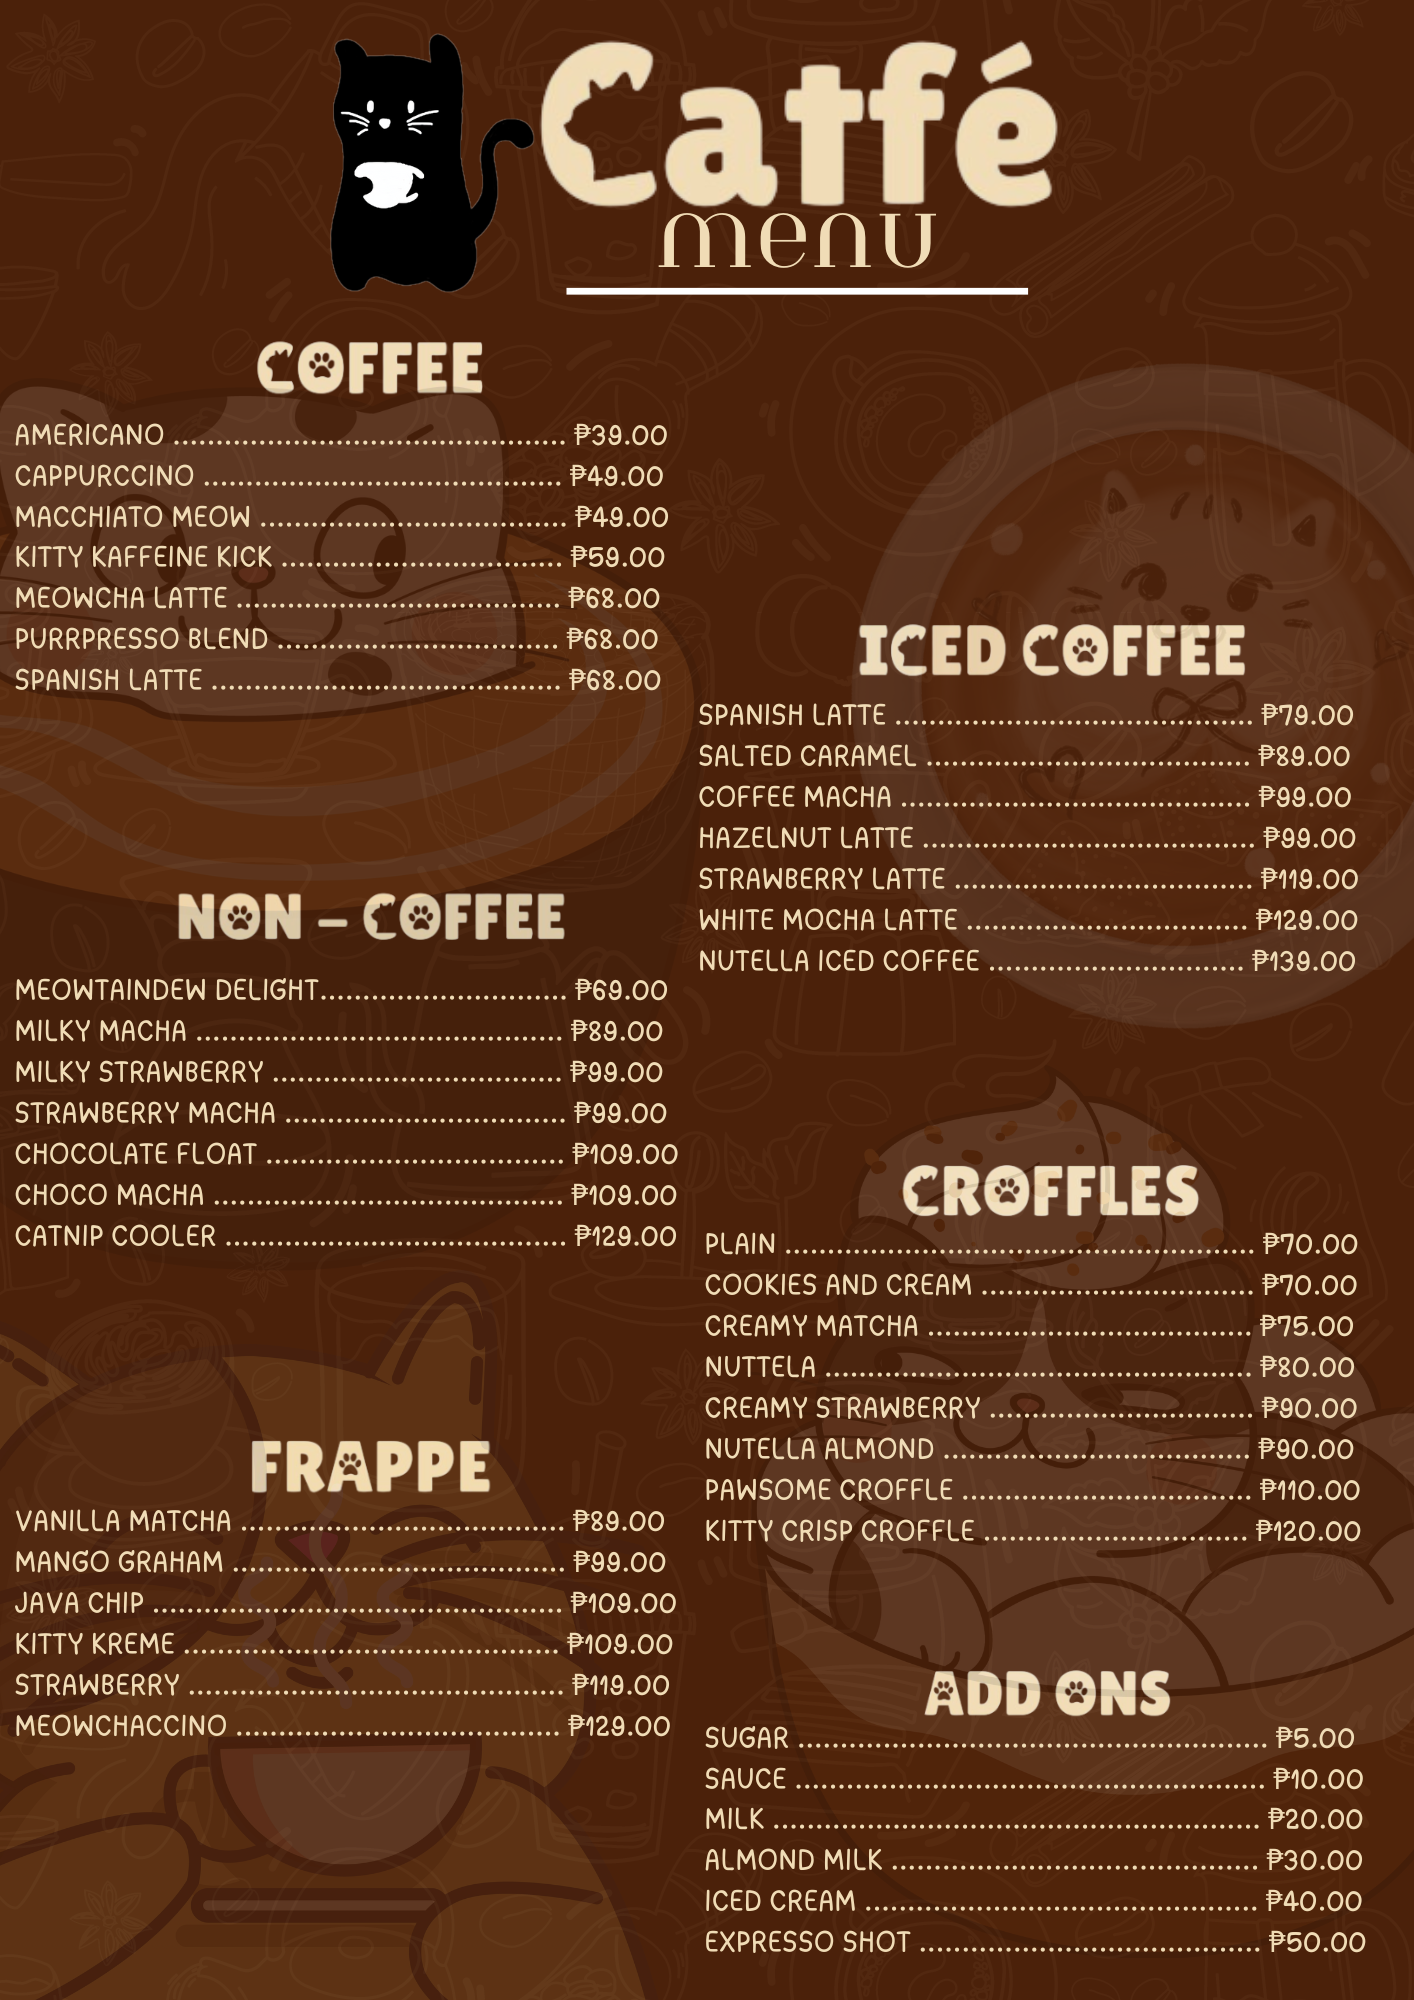 Catfé
menu
COFFEE
AMERICANO ............................................. ₱39.00
CAPPURCCINO ......................................... ₱49.00
MACCHIATO MEOW ................................... ₱49.00
KITTY KAFFEINE KICK ................................ ₱59.00
MEOWCHA LATTE ..................................... ₱68.00
PURRPRESSO BLEND ................................ ₱68.00
SPANISH LATTE ........................................ ₱68.00
NON - COFFEE
MEOWTAINDEW DELIGHT............................ ₱69.00
MILKY MACHA .......................................... ₱89.00
MILKY STRAWBERRY ................................. ₱99.00
STRAWBERRY MACHA ................................ ₱99.00
CHOCOLATE FLOAT .................................. ₱109.00
CHOCO MACHA ........................................ ₱109.00
CATNIP COOLER ....................................... ₱129.00
FRAPPE
VANILLA MATCHA ..................................... ₱89.00
MANGO GRAHAM ...................................... ₱99.00
JAVA CHIP ............................................... ₱109.00
KITTY KREME ........................................... ₱109.00
STRAWBERRY ........................................... ₱119.00
MEOWCHACCINO ..................................... ₱129.00
ICED COFFEE
SPANISH LATTE ......................................... ₱79.00
SALTED CARAMEL ..................................... ₱89.00
COFFEE MACHA ........................................ ₱99.00
HAZELNUT LATTE ...................................... ₱99.00
STRAWBERRY LATTE .................................. ₱119.00
WHITE MOCHA LATTE ................................ ₱129.00
NUTELLA ICED COFFEE ............................. ₱139.00
CROFFLES
PLAIN ...................................................... ₱70.00
COOKIES AND CREAM ............................... ₱70.00
CREAMY MATCHA ..................................... ₱75.00
NUTTELA ................................................. ₱80.00
CREAMY STRAWBERRY .............................. ₱90.00
NUTELLA ALMOND ................................... ₱90.00
PAWSOME CROFFLE ................................. ₱110.00
KITTY CRISP CROFFLE .............................. ₱120.00
ADD ONS
SUGAR ..................................................... ₱5.00
SAUCE ..................................................... ₱10.00
MILK ....................................................... ₱20.00
ALMOND MILK .......................................... ₱30.00
ICED CREAM ............................................. ₱40.00
EXPRESSO SHOT ....................................... ₱50.00